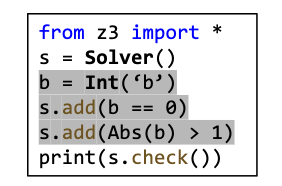 from z3 import *
s = Solver()
b = Int(‘b’)
s.add(b == 0)
s.add(Abs(b) > 1)
print(s.check())